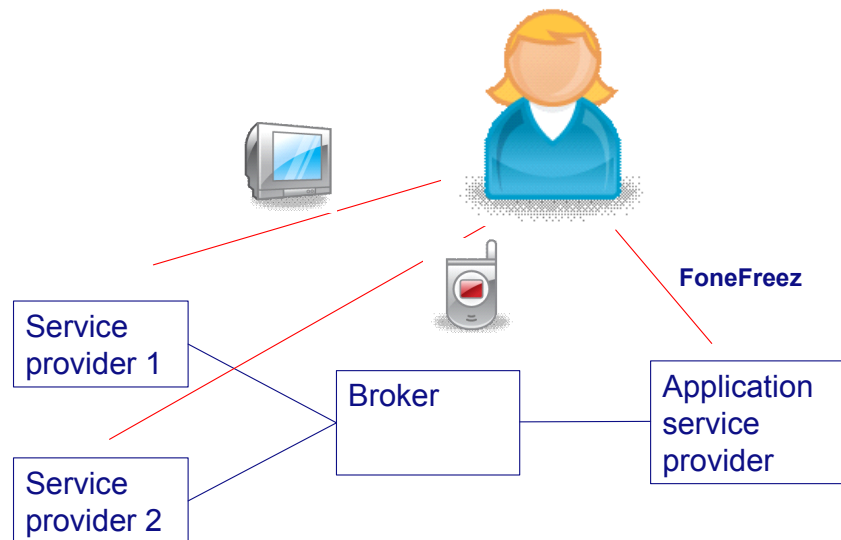 FoneFreez
Service
provider 1
Broker
Application
service
provider
Service
provider 2